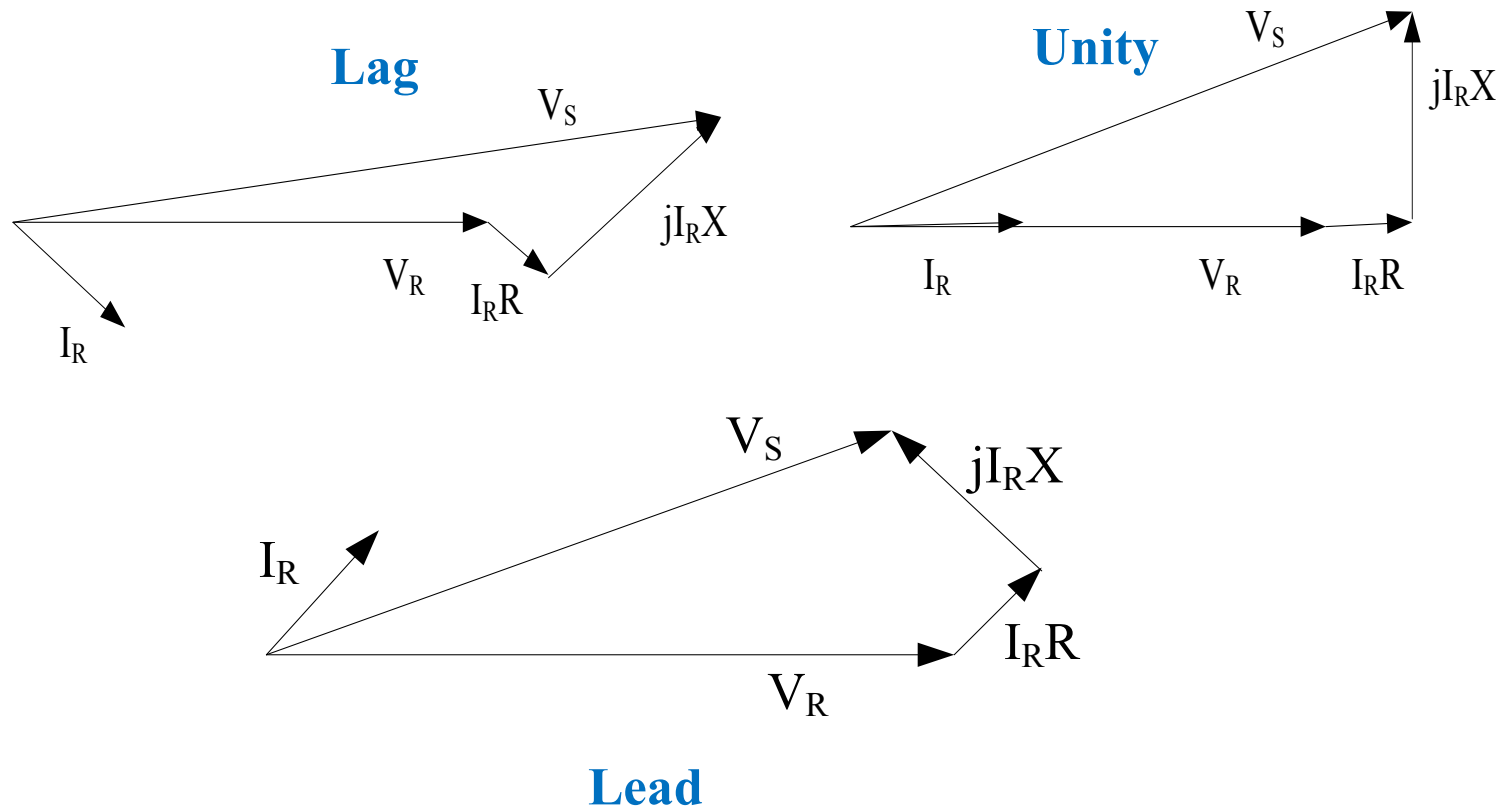 Lag
V_S
jI_RX
V_R
I_RR
I_R
Unity
V_S
jI_RX
I_R
V_R
I_RR
V_S
jI_RX
I_R
I_RR
V_R
Lead